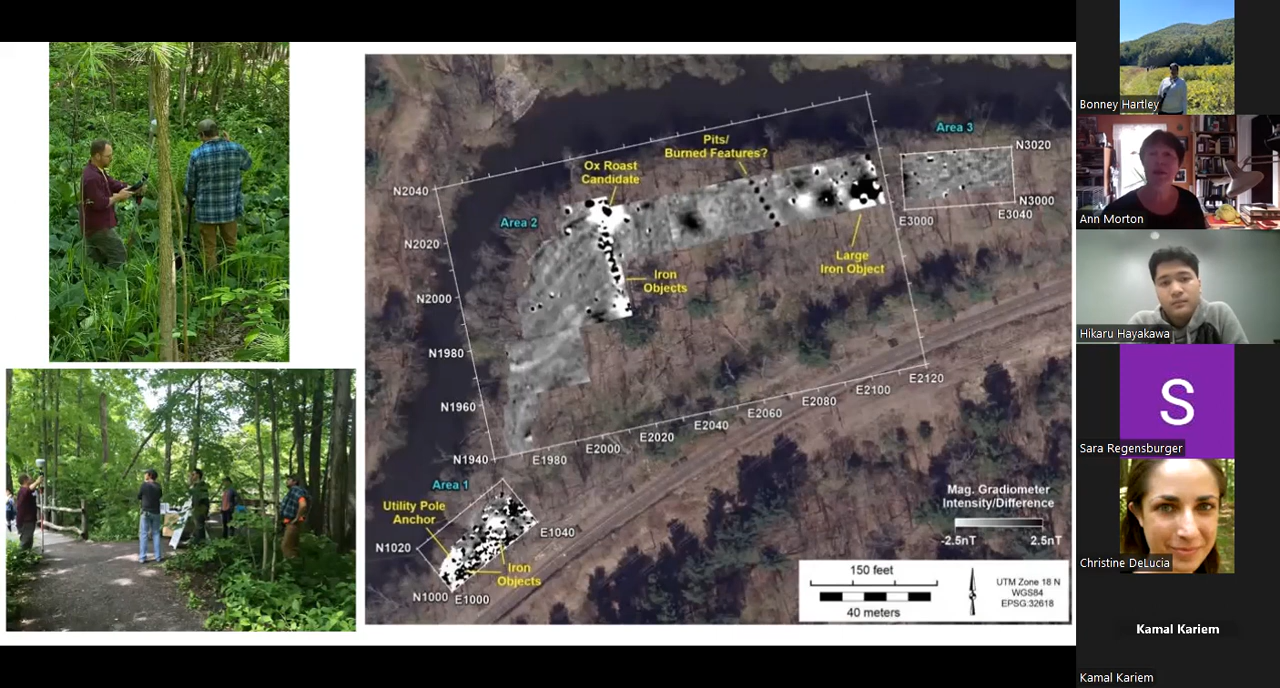 N2040
N2020
N2000
N1980
N1960
N1940
E1980
E2000
E2020
E2040
E2060
E2080
E2100
E2120
Area 2
Ox Roast
Candidate
Pits/
Burned Features?
Iron
Objects
Large
Iron Object
Area 3
N3020
N3000
E3000
E3040
Area 1
Utility Pole
Anchor
N1020
N1000
E1000
E1040
Iron
Objects
Mag. Gradiometer
Intensity/Difference
-2.5nT
2.5nT
150 feet
40 meters
UTM Zone 18 N
WGS84
EPSG:32618
Bonney Hartley
Ann Morton
Hikaru Hayakawa
S
Sara Regensburger
Christine DeLucia
Kamal Kariem
Kamal Kariem